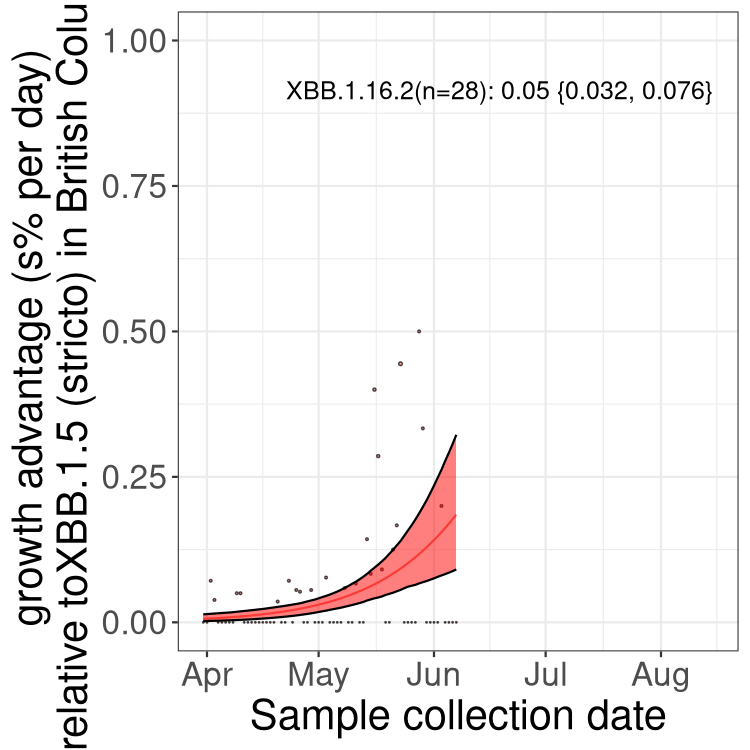 growth advantage (s% per day)
relative toXBB.1.5 (stricto) in British Colu
1.00
0.75
0.50
0.25
0.00
XBB.1.16.2(n=28): 0.05 {0.032, 0.076}
Apr May Jun Jul Aug
Sample collection date